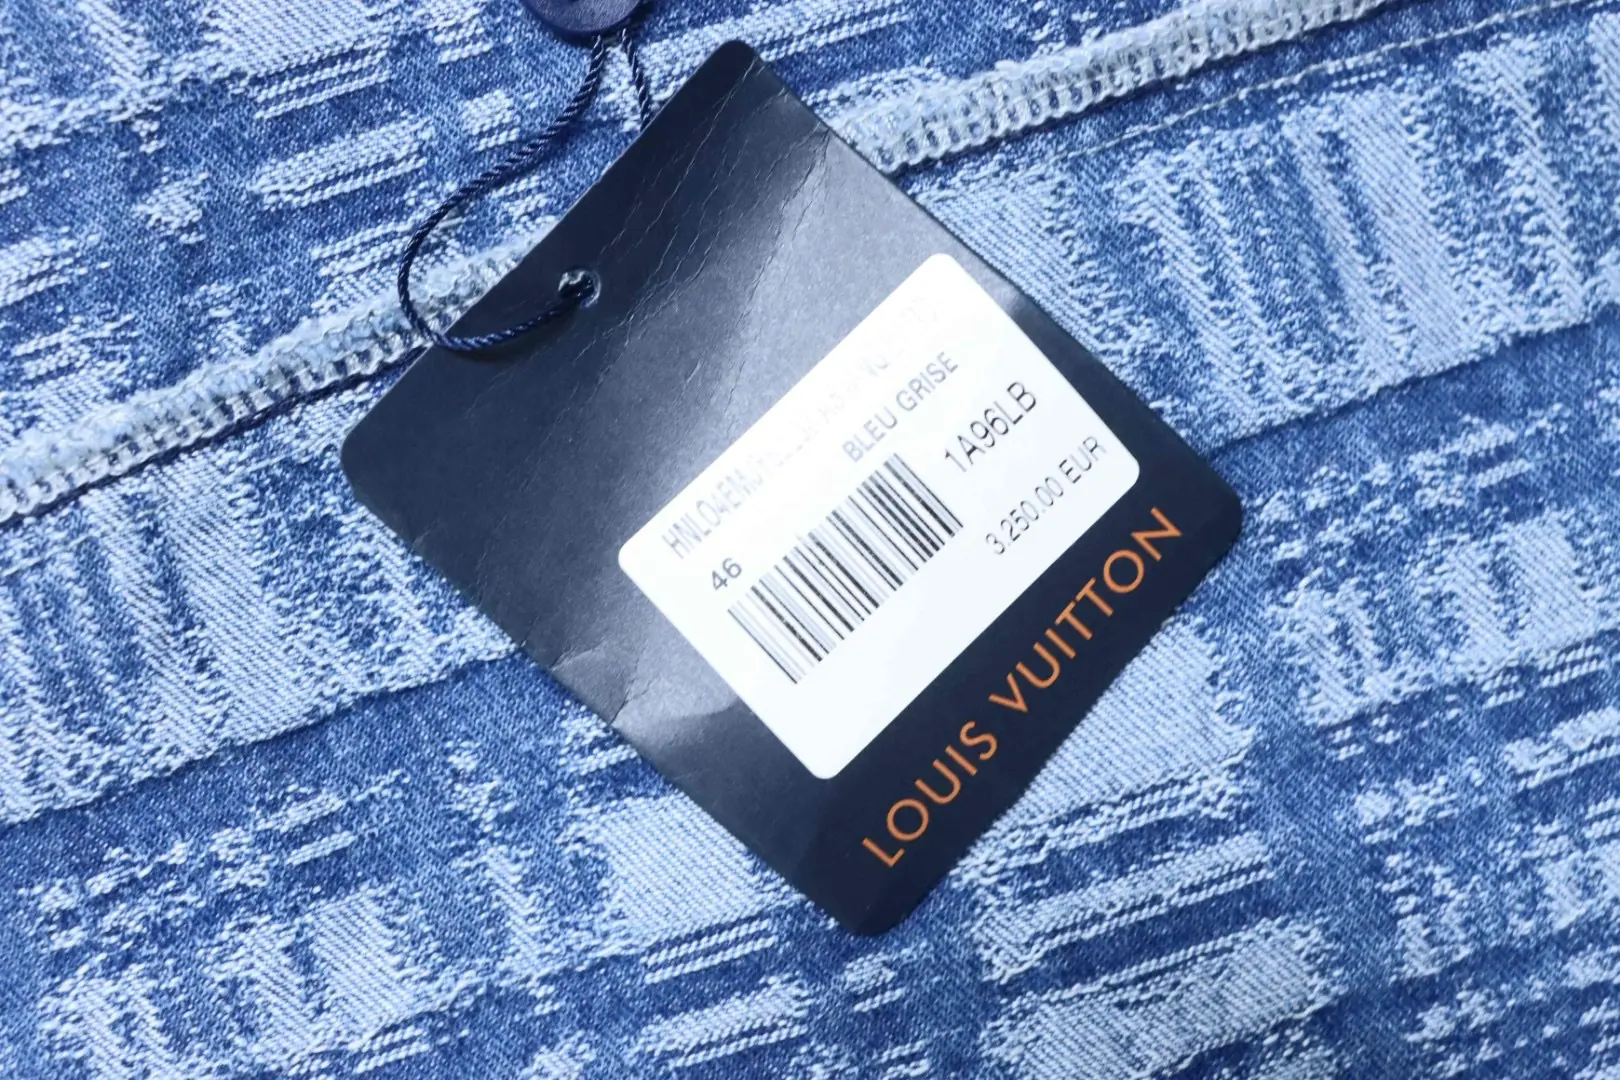 BLEU GRISE
46
1A96LB
3.250.00 EUR
LOUIS VUITTON